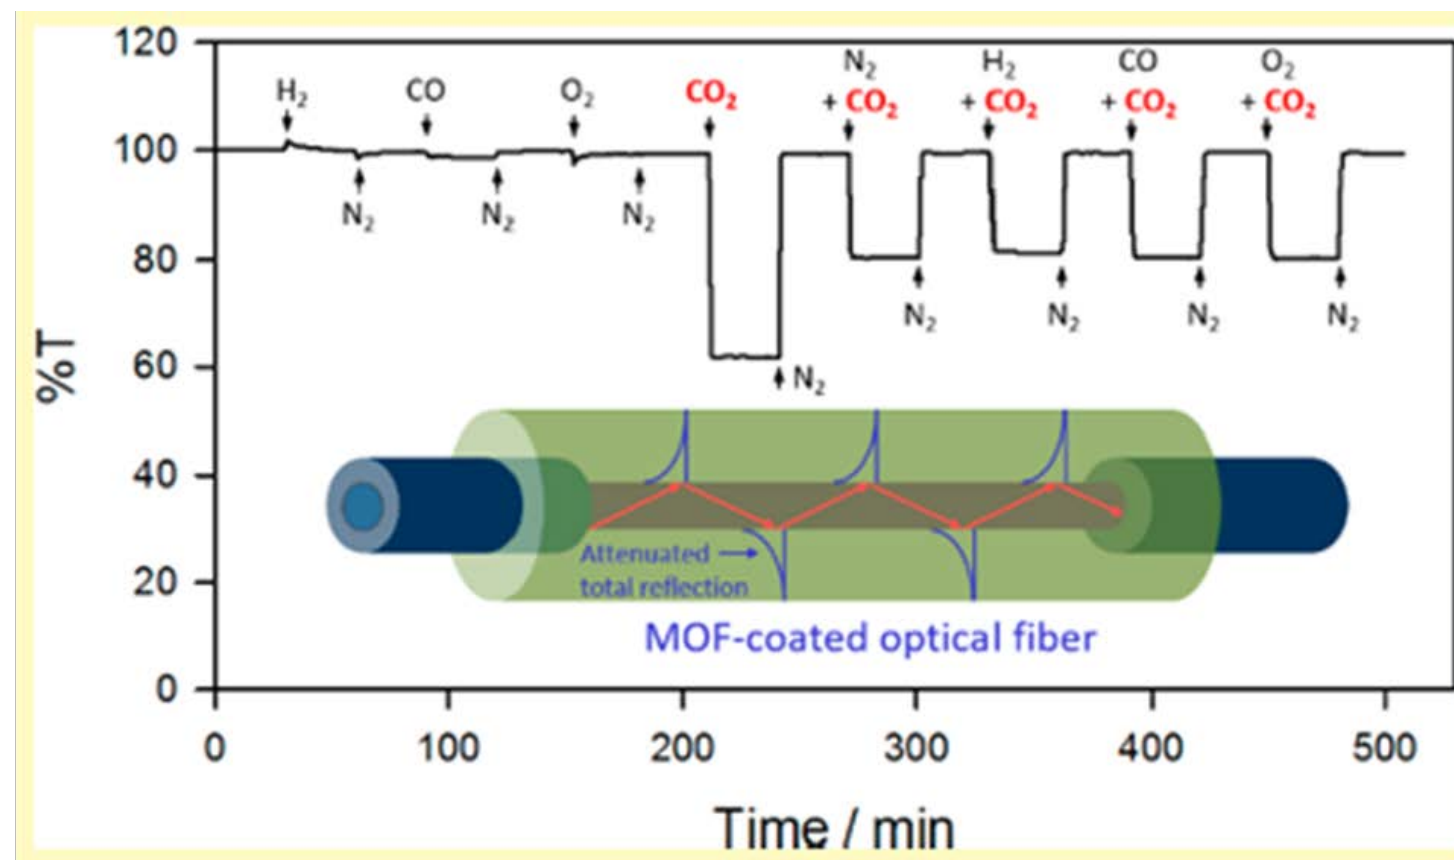 120
100
80
60
40
20
0
%T
H₂
CO
O₂
CO₂
N₂
+ CO₂
H₂
+ CO₂
CO
+ CO₂
O₂
+ CO₂
N₂
N₂
N₂
N₂
N₂
N₂
N₂
N₂
Attenuated
total reflection
MOF-coated optical fiber
0
100
200
300
400
500
Time / min